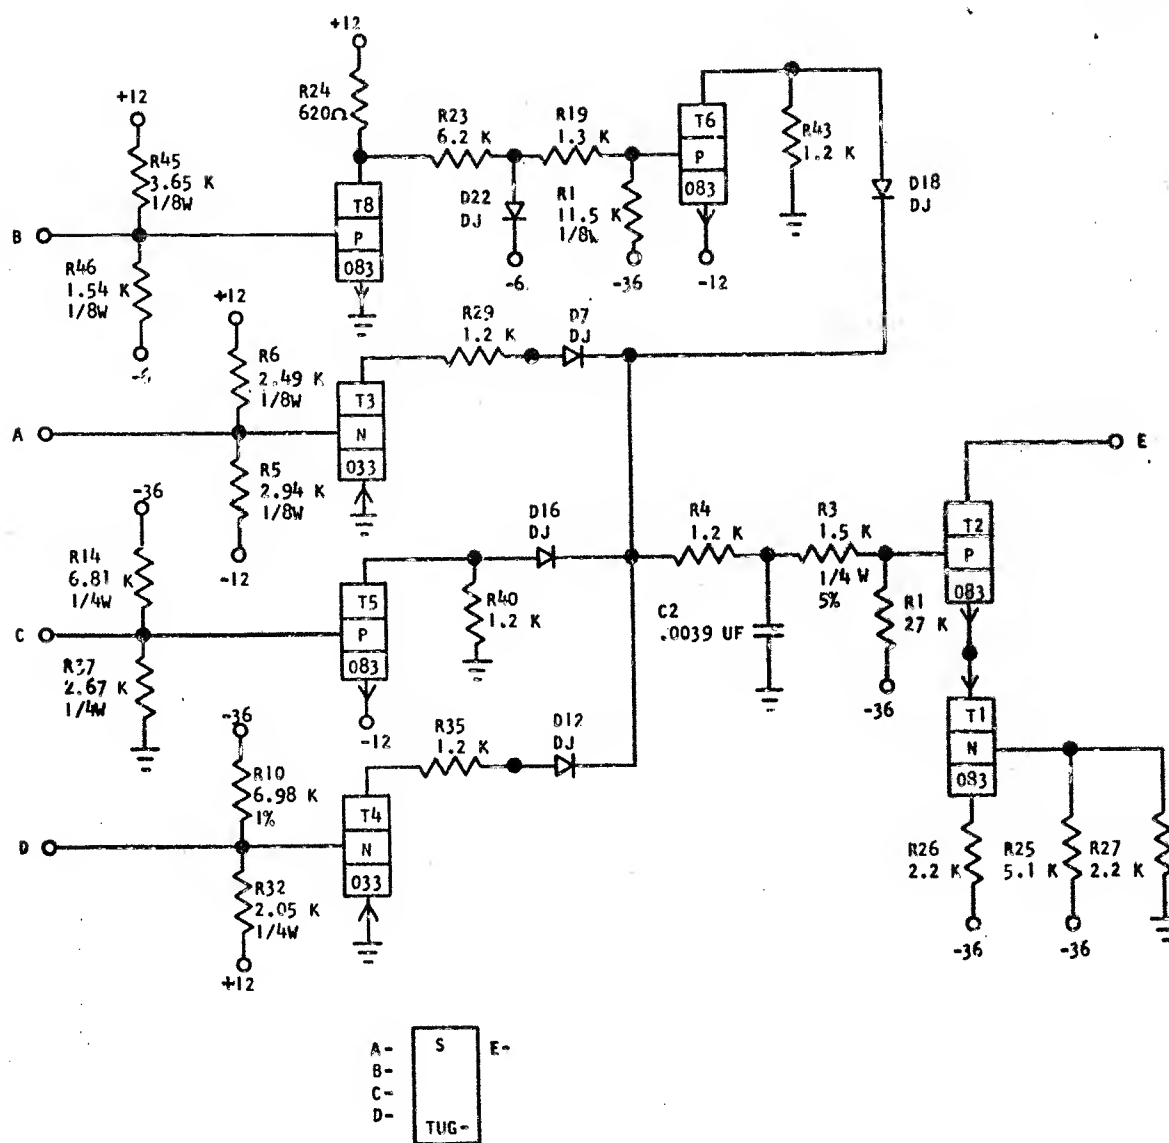 +12
R24
620Ω
+12
R45
3.65 K
1/8W
R23
6.2 K
R19
1.3 K
T6
P
083
R43
1.2 K
D18
DJ
B
T8
P
083
D22
DJ
R1
11.5 K
1/8W
-6
-36
-12
R46
1.54 K
1/8W
-6
+12
R6
2.49 K
1/8W
R29
1.2 K
D7
DJ
A
T3
N
033
E
R5
2.94 K
1/8W
-12
-36
R14
6.81 K
1/4W
D16
DJ
R4
1.2 K
R3
1.5 K
1/4 W
5%
T2
P
083
T5
P
083
R40
1.2 K
C2
.0039 UF
R1
27 K
-36
C
R37
2.67 K
1/4W
-12
-36
R10
6.98 K
1%
R35
1.2 K
D12
DJ
T1
N
083
D
T4
N
033
R32
2.05 K
1/4W
+12
R26
2.2 K
R25
5.1 K
R27
2.2 K
-36
-36
A-
B-
C-
D-
S
TUG-
E-